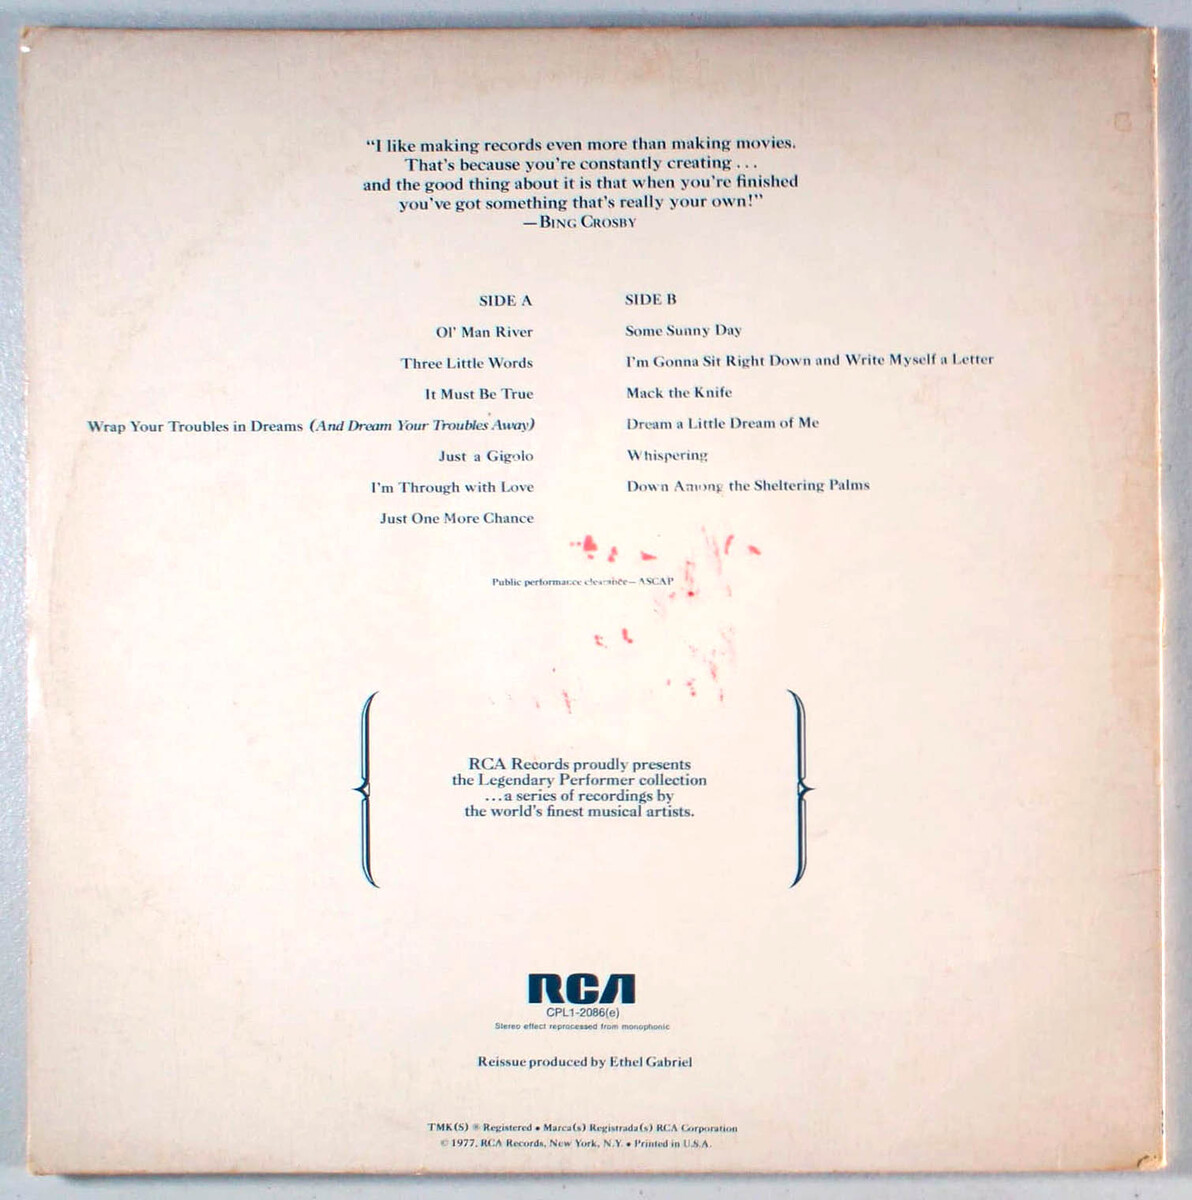 “I like making records even more than making movies.
That’s because you’re constantly creating . . .
and the good thing about it is that when you’re finished
you’ve got something that’s really your own!”
—BING CROSBY
SIDE A
Ol’ Man River
Three Little Words
It Must Be True
Wrap Your Troubles in Dreams (And Dream Your Troubles Away)
Just a Gigolo
I’m Through with Love
Just One More Chance
SIDE B
Some Sunny Day
I’m Gonna Sit Right Down and Write Myself a Letter
Mack the Knife
Dream a Little Dream of Me
Whispering
Down Among the Sheltering Palms
Public performance clearance—ASCAP
RCA Records proudly presents
the Legendary Performer collection
...a series of recordings by
the world’s finest musical artists.
RCA
CPL1-2086(e)
Stereo effect reprocessed from monophonic
Reissue produced by Ethel Gabriel
TMK(S) ® Registered • Marca(s) Registrada(s) RCA Corporation
© 1977, RCA Records, New York, N.Y. • Printed in U.S.A.